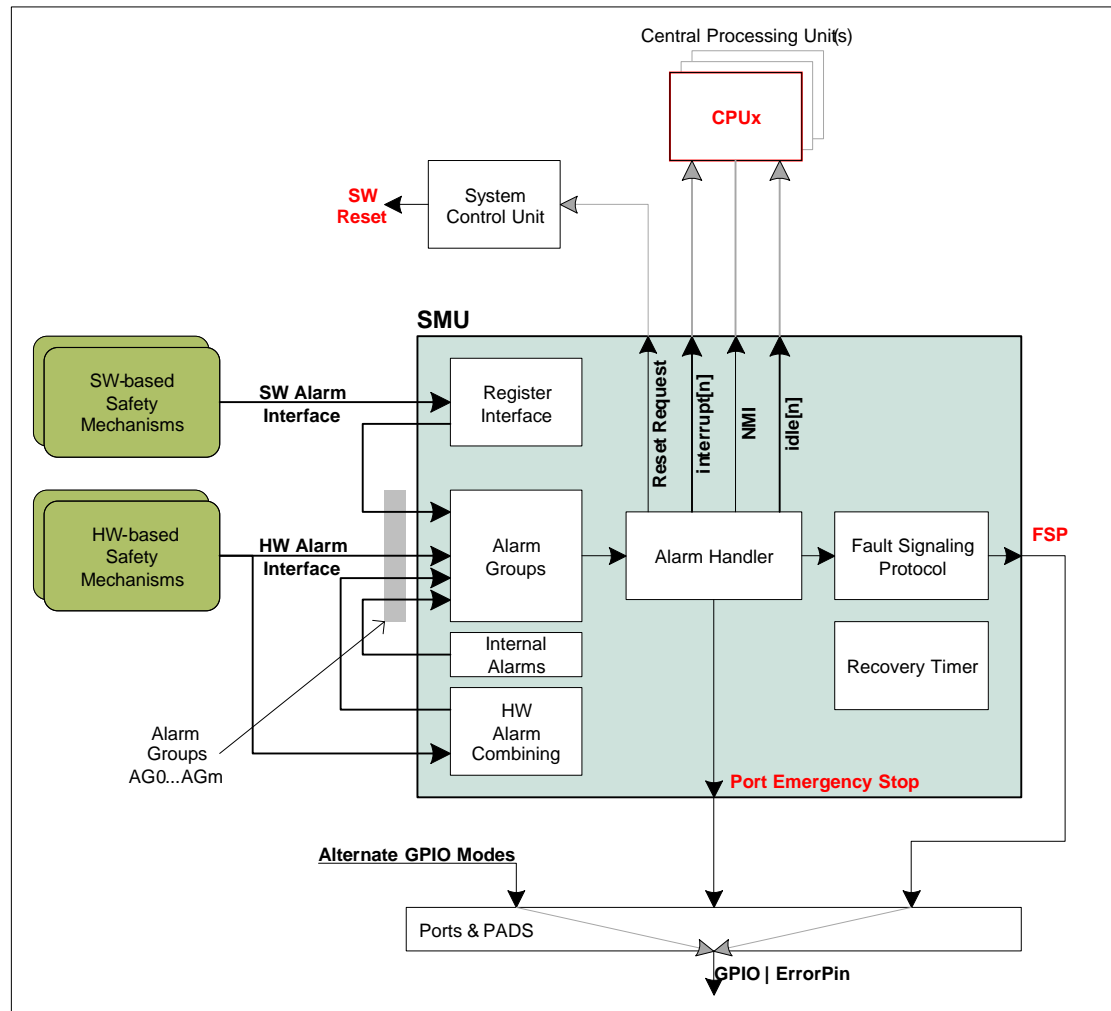 Central Processing Unit(s)
CPUx
SW
Reset
System
Control Unit
SMU
SW-based
Safety
Mechanisms
SW Alarm
Interface
Register
Interface
Reset Request
interrupt[n]
NMI
idle[n]
HW-based
Safety
Mechanisms
HW Alarm
Interface
Alarm
Groups
Alarm Handler
Fault Signaling
Protocol
FSP
Internal
Alarms
Recovery Timer
HW
Alarm
Combining
Alarm
Groups
AG0...AGm
Port Emergency Stop
Alternate GPIO Modes
Ports & PADS
GPIO | ErrorPin